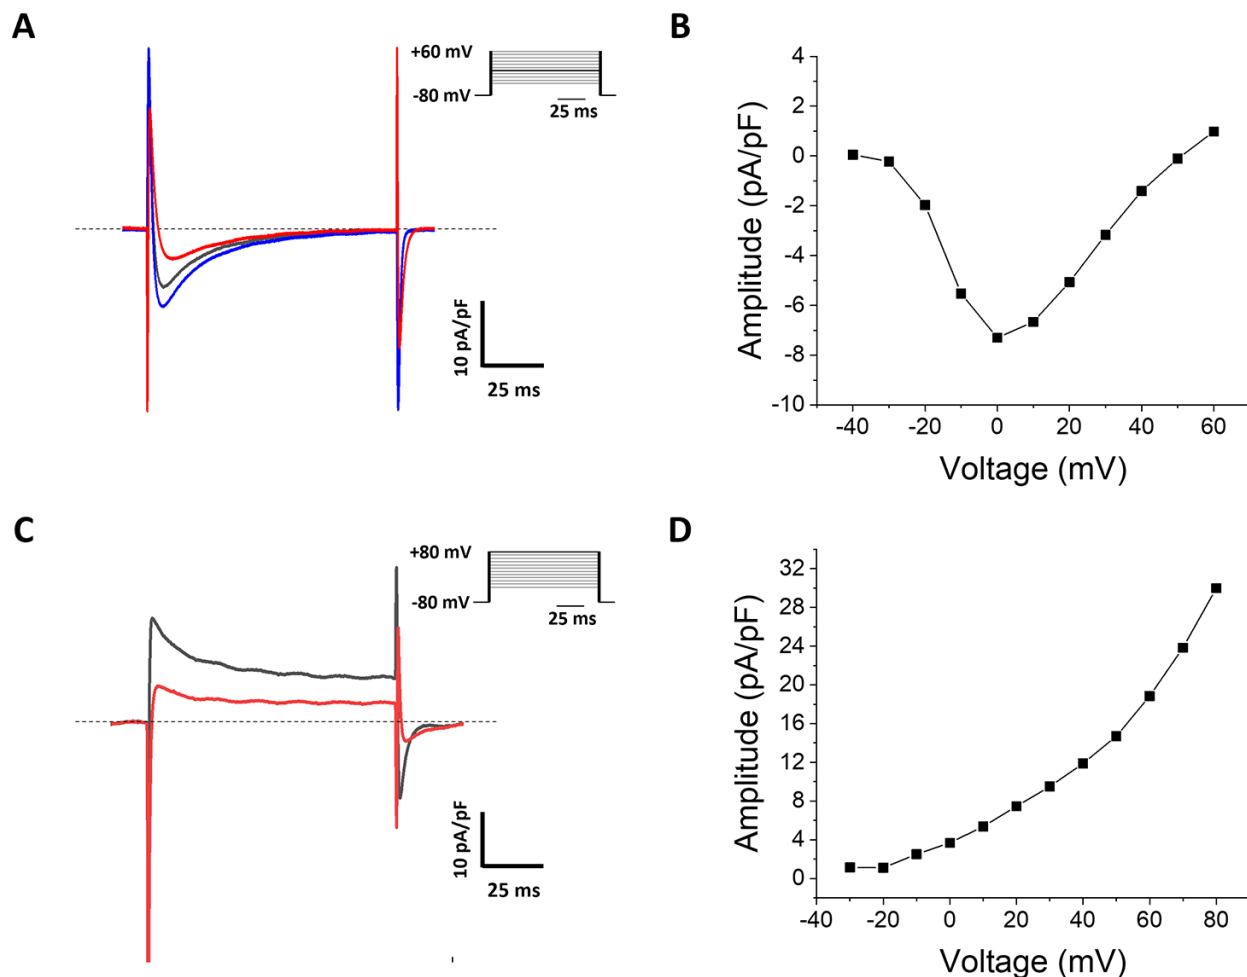 A
+60 mV
-80 mV
25 ms
10 pA/pF
25 ms
B
4
2
0
-2
-4
-6
-8
-10
-40
-20
0
20
40
60
Amplitude (pA/pF)
Voltage (mV)
C
+80 mV
-80 mV
25 ms
10 pA/pF
25 ms
D
32
28
24
20
16
12
8
4
0
-40
-20
0
20
40
60
80
Amplitude (pA/pF)
Voltage (mV)